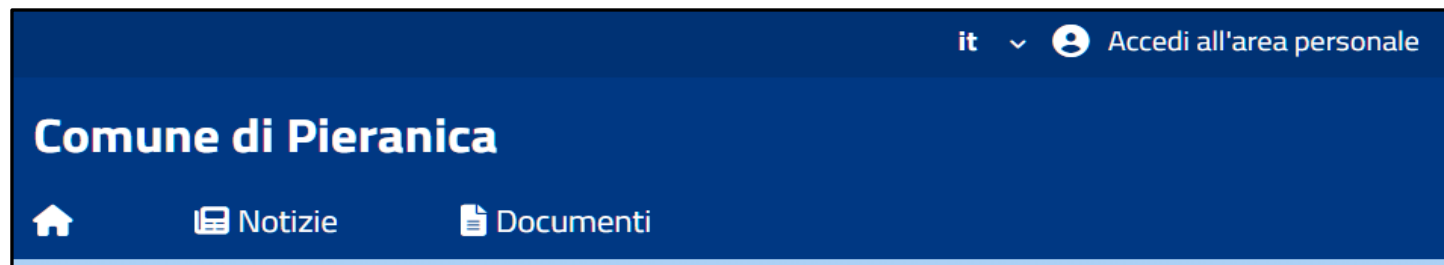 it Accedi all'area personale
Comune di Pieranica
Notizie Documenti